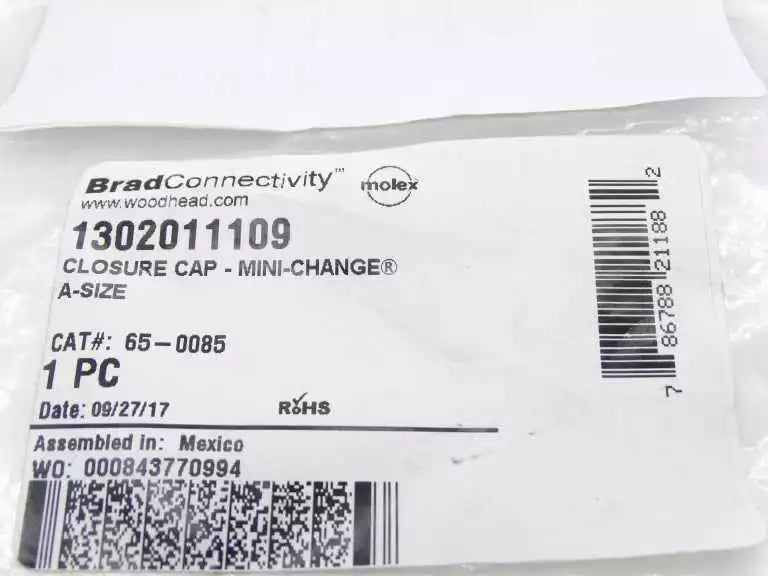 BradConnectivity™
molex
www.woodhead.com
1302011109
CLOSURE CAP - MINI-CHANGE®
A-SIZE
CAT#: 65-0085
1 PC
Date: 09/27/17
RoHS
Assembled in: Mexico
WO: 000843770994
7 86788 21188 2